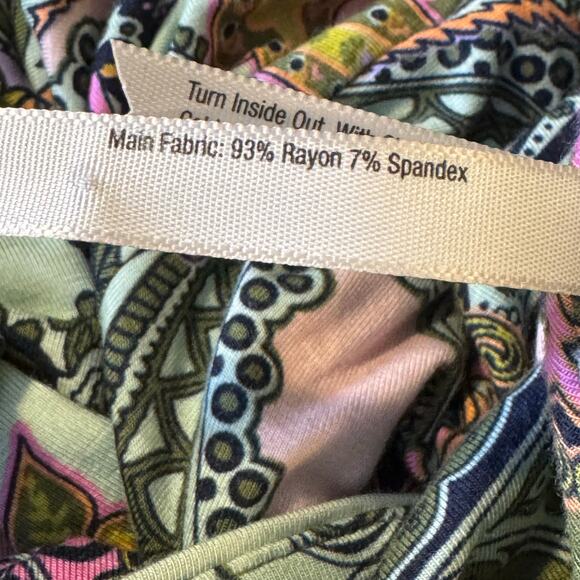 Turn Inside Out. With
Main Fabric: 93% Rayon 7% Spandex